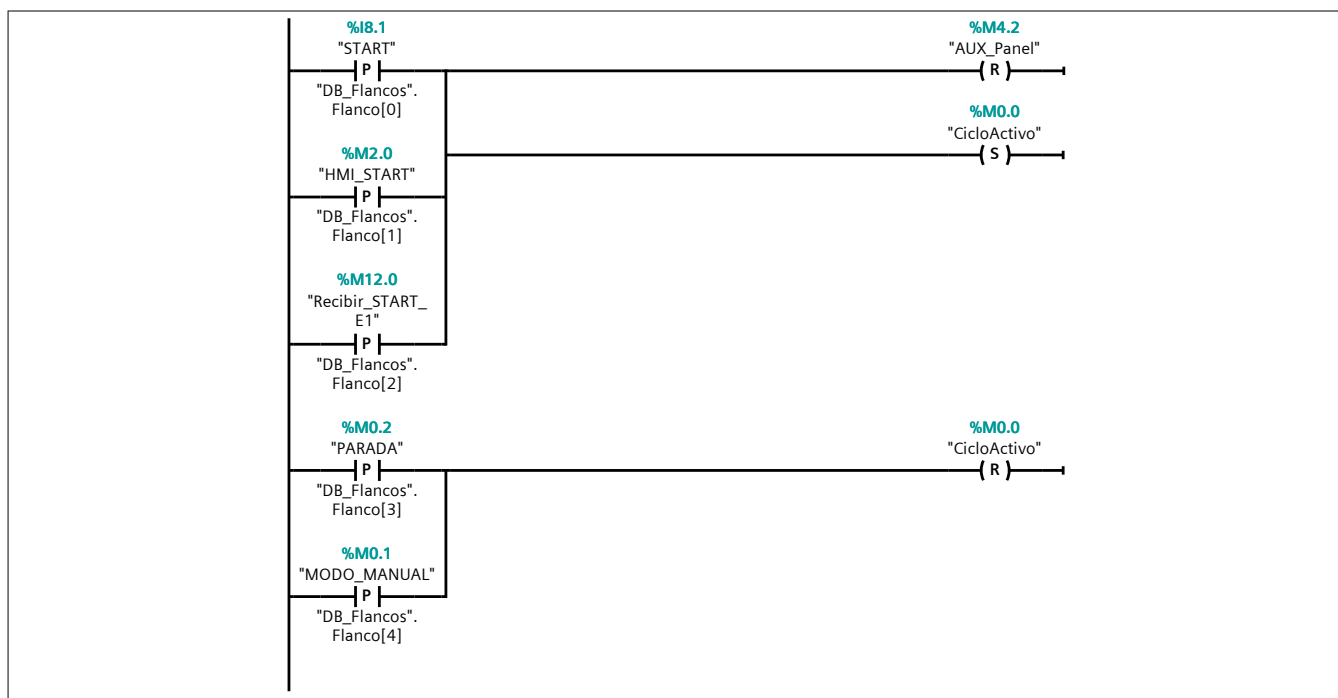 %I8.1
"START"
P
"DB_Flancos".
Flanco[0]
%M4.2
"AUX_Panel"
R
%M0.0
"CicloActivo"
S
%M2.0
"HMI_START"
P
"DB_Flancos".
Flanco[1]
%M12.0
"Recibir_START_
E1"
P
"DB_Flancos".
Flanco[2]
%M0.2
"PARADA"
P
"DB_Flancos".
Flanco[3]
%M0.0
"CicloActivo"
R
%M0.1
"MODO_MANUAL"
P
"DB_Flancos".
Flanco[4]